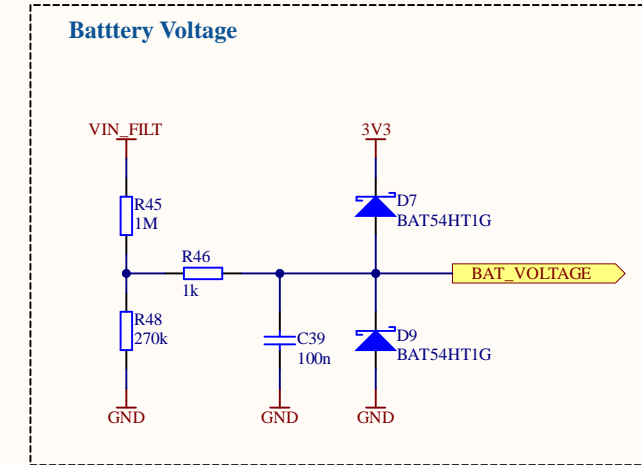 Batttery Voltage
VIN_FILT
3V3
R45
1M
D7
BAT54HT1G
R46
1k
BAT_VOLTAGE
R48
270k
C39
100n
D9
BAT54HT1G
GND
GND
GND